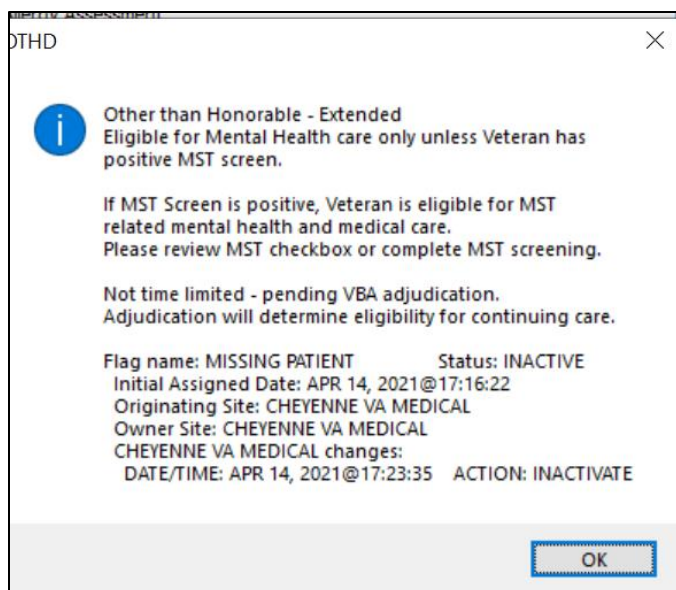 Allergy Assessment
OTHD
Other than Honorable - Extended
Eligible for Mental Health care only unless Veteran has
positive MST screen.
If MST Screen is positive, Veteran is eligible for MST
related mental health and medical care.
Please review MST checkbox or complete MST screening.
Not time limited - pending VBA adjudication.
Adjudication will determine eligibility for continuing care.
Flag name: MISSING PATIENT Status: INACTIVE
Initial Assigned Date: APR 14, 2021@17:16:22
Originating Site: CHEYENNE VA MEDICAL
Owner Site: CHEYENNE VA MEDICAL
CHEYENNE VA MEDICAL changes:
DATE/TIME: APR 14, 2021@17:23:35 ACTION: INACTIVATE
OK